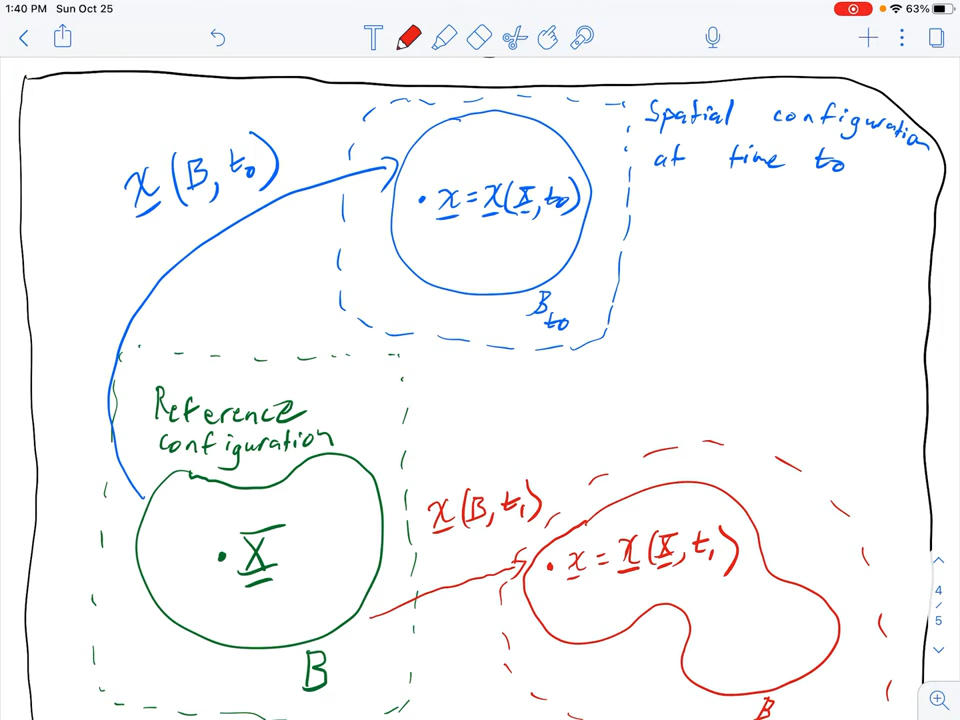 1:40 PM Sun Oct 25
63%
T
Spatial configuration
at time t₀
χ(B, t₀)
x = χ(X, t₀)
B t₀
Reference
configuration
X
B
χ(B, t₁)
x = χ(X, t₁)
B
4
/
5